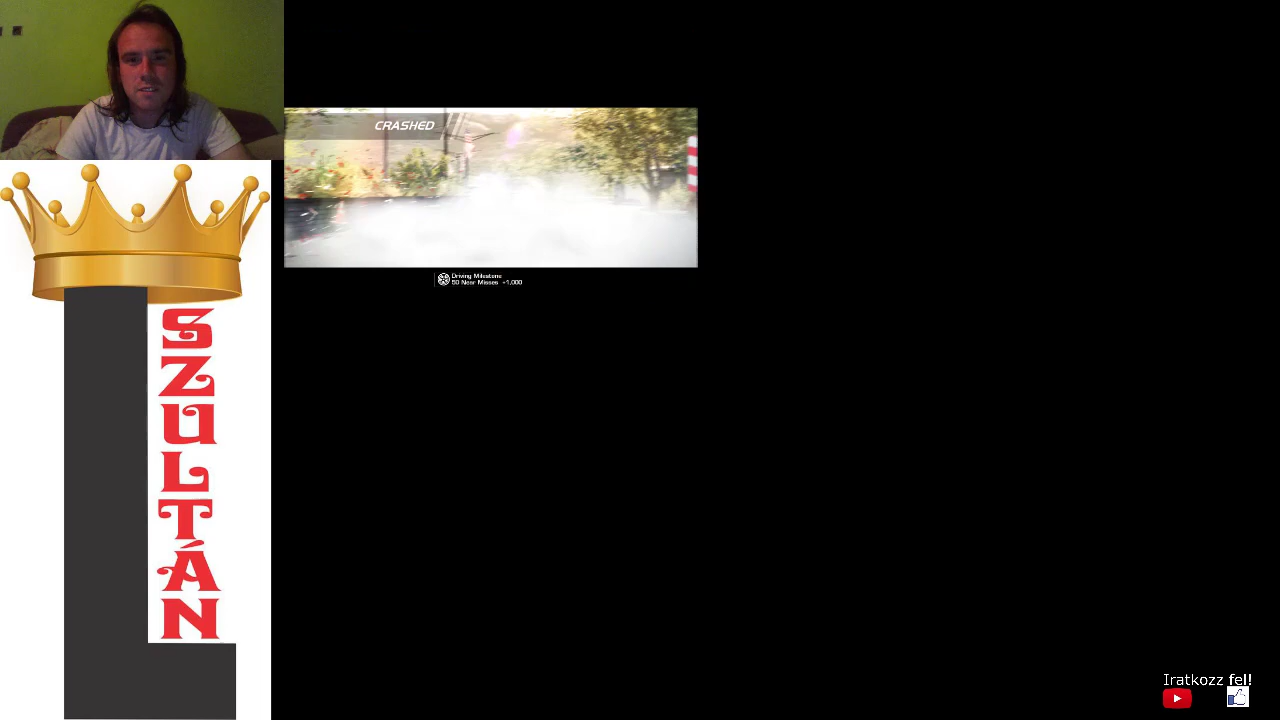 CRASHED
Driving Milestone
50 Near Misses +1,000
L
SZULTÁN
Iratkozz fel!